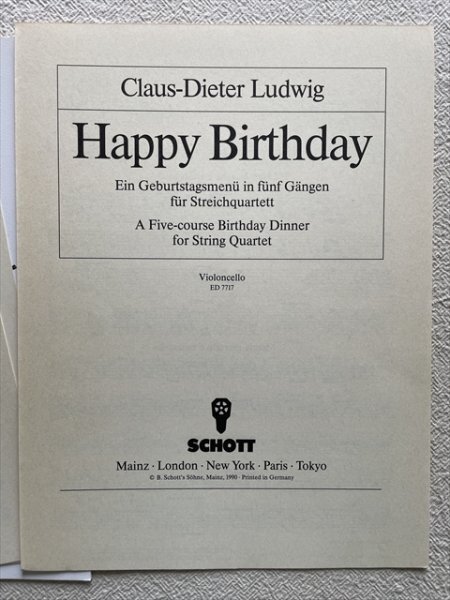 Claus-Dieter Ludwig
Happy Birthday
Ein Geburtstagsmenü in fünf Gängen
für Streichquartett
A Five-course Birthday Dinner
for String Quartet
Violoncello
ED 7717
SCHOTT
Mainz · London · New York · Paris · Tokyo
© B. Schott's Söhne, Mainz, 1990 · Printed in Germany